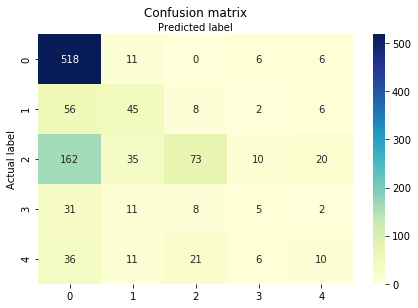 Confusion matrix
Predicted label
Actual label
0 518 11 0 6 6
1 56 45 8 2 6
2 162 35 73 10 20
3 31 11 8 5 2
4 36 11 21 6 10
0 1 2 3 4
500
400
300
200
100
0